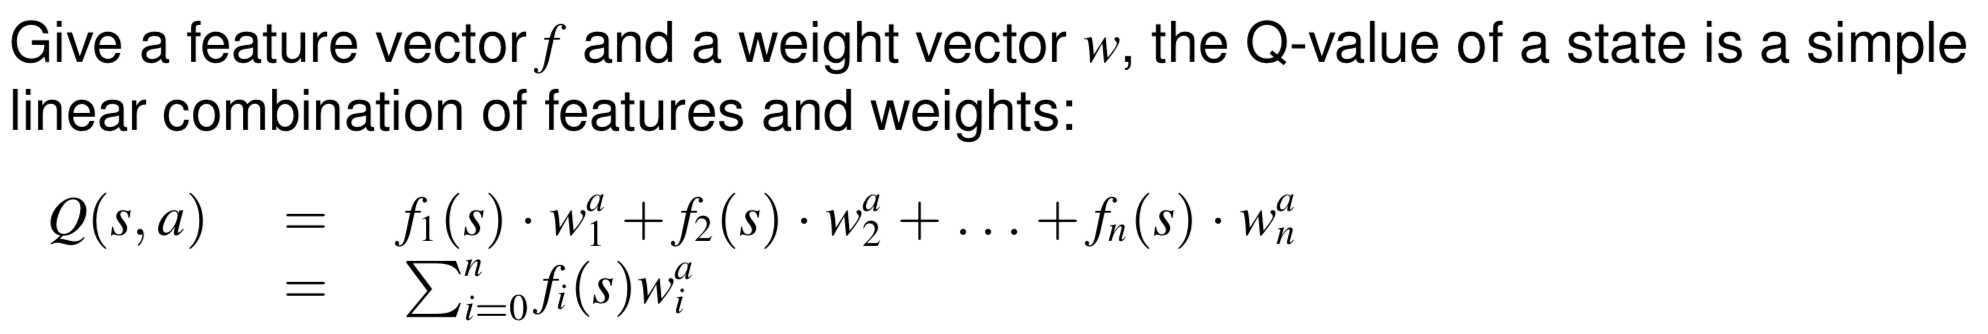 Give a feature vector f and a weight vector w, the Q-value of a state is a simple
linear combination of features and weights:
Q(s, a) = f₁(s) · w₁ᵃ + f₂(s) · w₂ᵃ + … + fₙ(s) · wₙᵃ
= ∑ⁿᵢ₌₀ fᵢ(s)wᵢᵃ